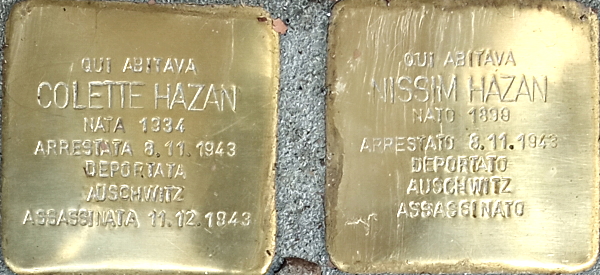 QUI ABITAVA
COLETTE HAZAN
NATA 1934
ARRESTATA 8.11.1943
DEPORTATA
AUSCHWITZ
ASSASSINATA 11.12.1943
QUI ABITAVA
NISSIM HAZAN
NATO 1899
ARRESTATO 8.11.1943
DEPORTATO
AUSCHWITZ
ASSASSINATO